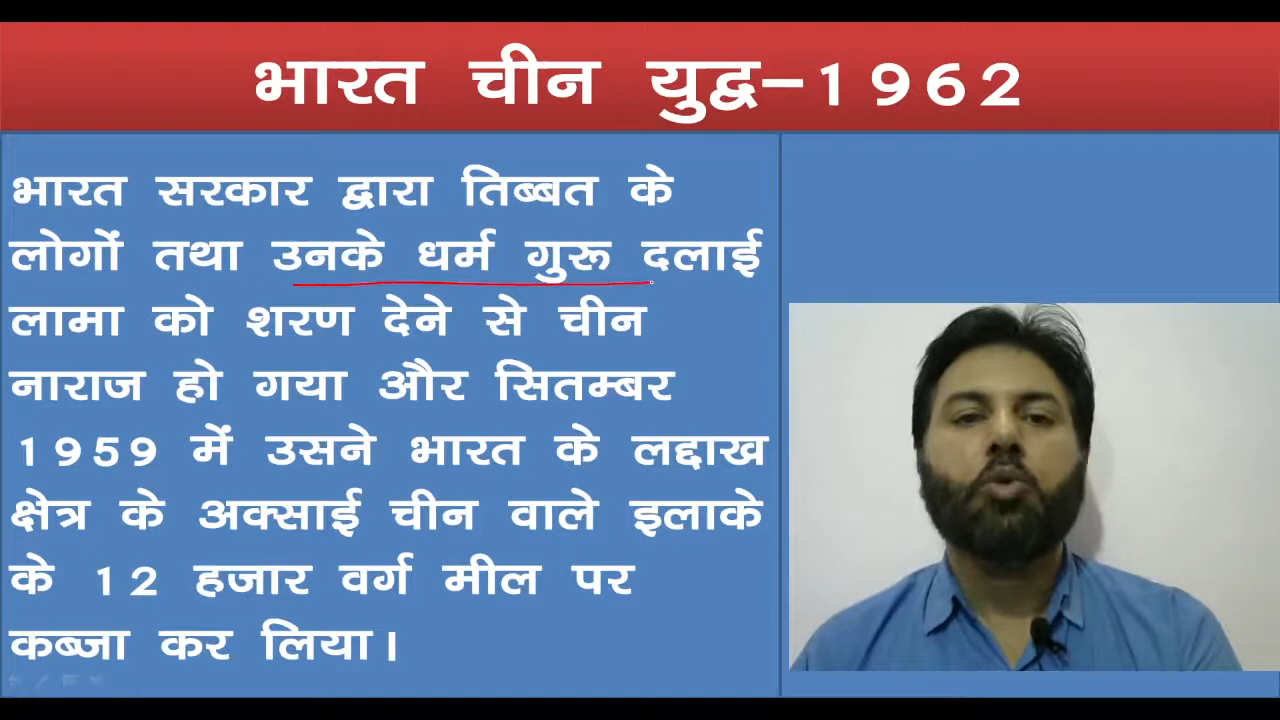 भारत चीन युद्ध-1962
भारत सरकार द्वारा तिब्बत के
लोगों तथा उनके धर्म गुरू दलाई
लामा को शरण देने से चीन
नाराज हो गया और सितम्बर
1959 में उसने भारत के लद्दाख
क्षेत्र के अक्साई चीन वाले इलाके
के 12 हजार वर्ग मील पर
कब्जा कर लिया।